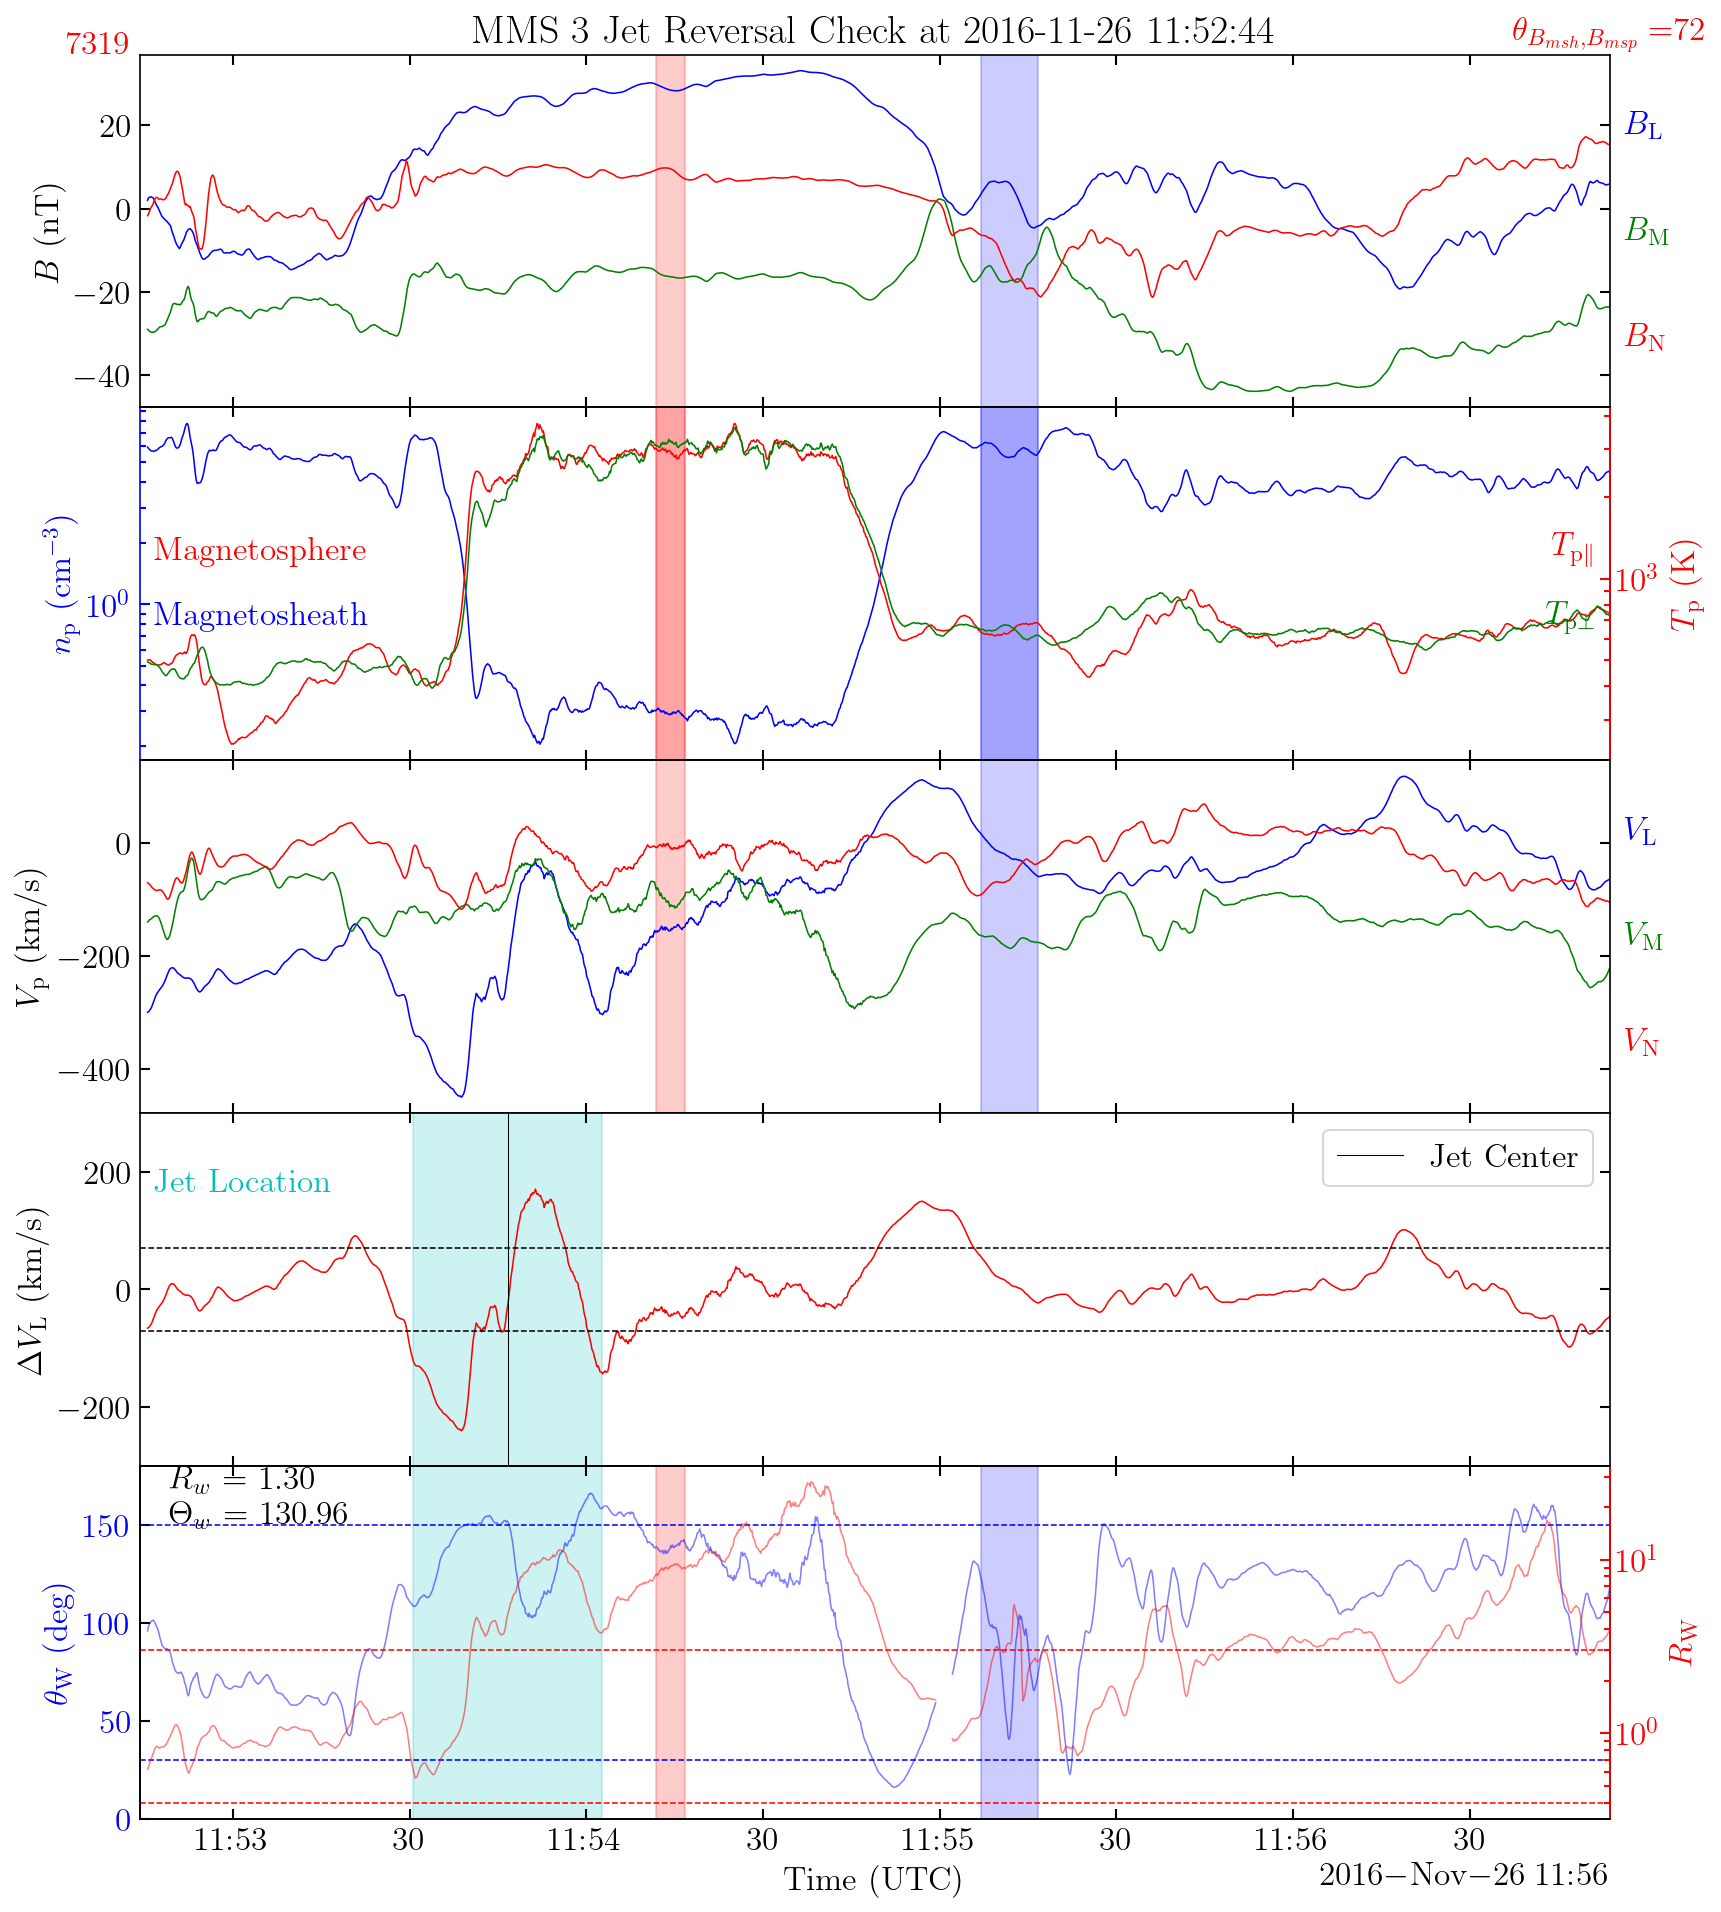 MMS 3 Jet Reversal Check at 2016-11-26 11:52:44
7319
θ_{B_{msh},B_{msp}} =72
B (nT)
20
0
−20
−40
B_L
B_M
B_N
n_p (cm^{−3})
10^0
Magnetosphere
Magnetosheath
T_{p∥}
T_{p⊥}
10^3
T_p (K)
V_p (km/s)
0
−200
−400
V_L
V_M
V_N
ΔV_L (km/s)
200
0
−200
Jet Location
Jet Center
R_w = 1.30
Θ_w = 130.96
θ_W (deg)
150
100
50
0
10^1
10^0
R_W
11:53 30 11:54 30 11:55 30 11:56 30
Time (UTC)
2016−Nov−26 11:56